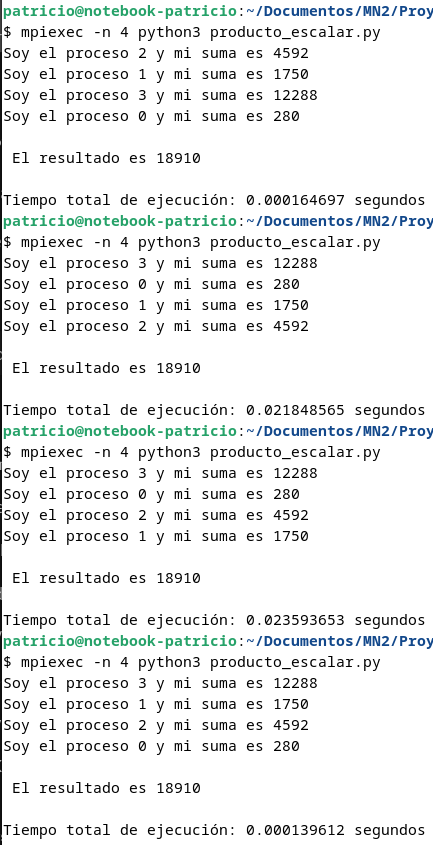 patricio@notebook-patricio:~/Documentos/MN2/Proy
$ mpiexec -n 4 python3 producto_escalar.py
Soy el proceso 2 y mi suma es 4592
Soy el proceso 1 y mi suma es 1750
Soy el proceso 3 y mi suma es 12288
Soy el proceso 0 y mi suma es 280
El resultado es 18910
Tiempo total de ejecución: 0.000164697 segundos
patricio@notebook-patricio:~/Documentos/MN2/Proy
$ mpiexec -n 4 python3 producto_escalar.py
Soy el proceso 3 y mi suma es 12288
Soy el proceso 0 y mi suma es 280
Soy el proceso 1 y mi suma es 1750
Soy el proceso 2 y mi suma es 4592
El resultado es 18910
Tiempo total de ejecución: 0.021848565 segundos
patricio@notebook-patricio:~/Documentos/MN2/Proy
$ mpiexec -n 4 python3 producto_escalar.py
Soy el proceso 3 y mi suma es 12288
Soy el proceso 0 y mi suma es 280
Soy el proceso 2 y mi suma es 4592
Soy el proceso 1 y mi suma es 1750
El resultado es 18910
Tiempo total de ejecución: 0.023593653 segundos
patricio@notebook-patricio:~/Documentos/MN2/Proy
$ mpiexec -n 4 python3 producto_escalar.py
Soy el proceso 3 y mi suma es 12288
Soy el proceso 1 y mi suma es 1750
Soy el proceso 2 y mi suma es 4592
Soy el proceso 0 y mi suma es 280
El resultado es 18910
Tiempo total de ejecución: 0.000139612 segundos